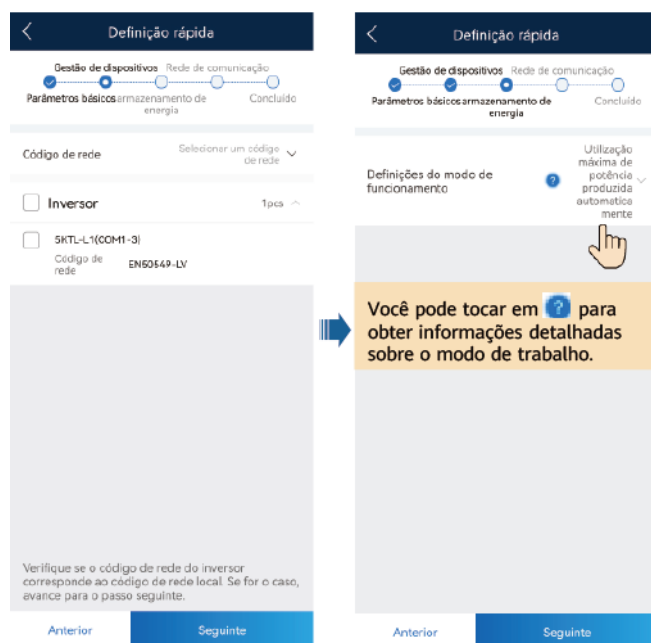 Definição rápida
Gestão de dispositivos Rede de comunicação
Parâmetros básicos armazenamento de Concluído
energia
Código de rede
Selecionar um código
de rede
Inversor 1pcs
5KTL-L1(COM1-3)
Código de
rede
EN50549-LV
Verifique se o código de rede do inversor
corresponde ao código de rede local. Se for o caso,
avance para o passo seguinte.
Anterior Seguinte
Definição rápida
Gestão de dispositivos Rede de comunicação
Parâmetros básicos armazenamento de Concluído
energia
Definições do modo de
funcionamento
?
Utilização
máxima de
potência
produzida
automatica
mente
Você pode tocar em ? para
obter informações detalhadas
sobre o modo de trabalho.
Anterior Seguinte